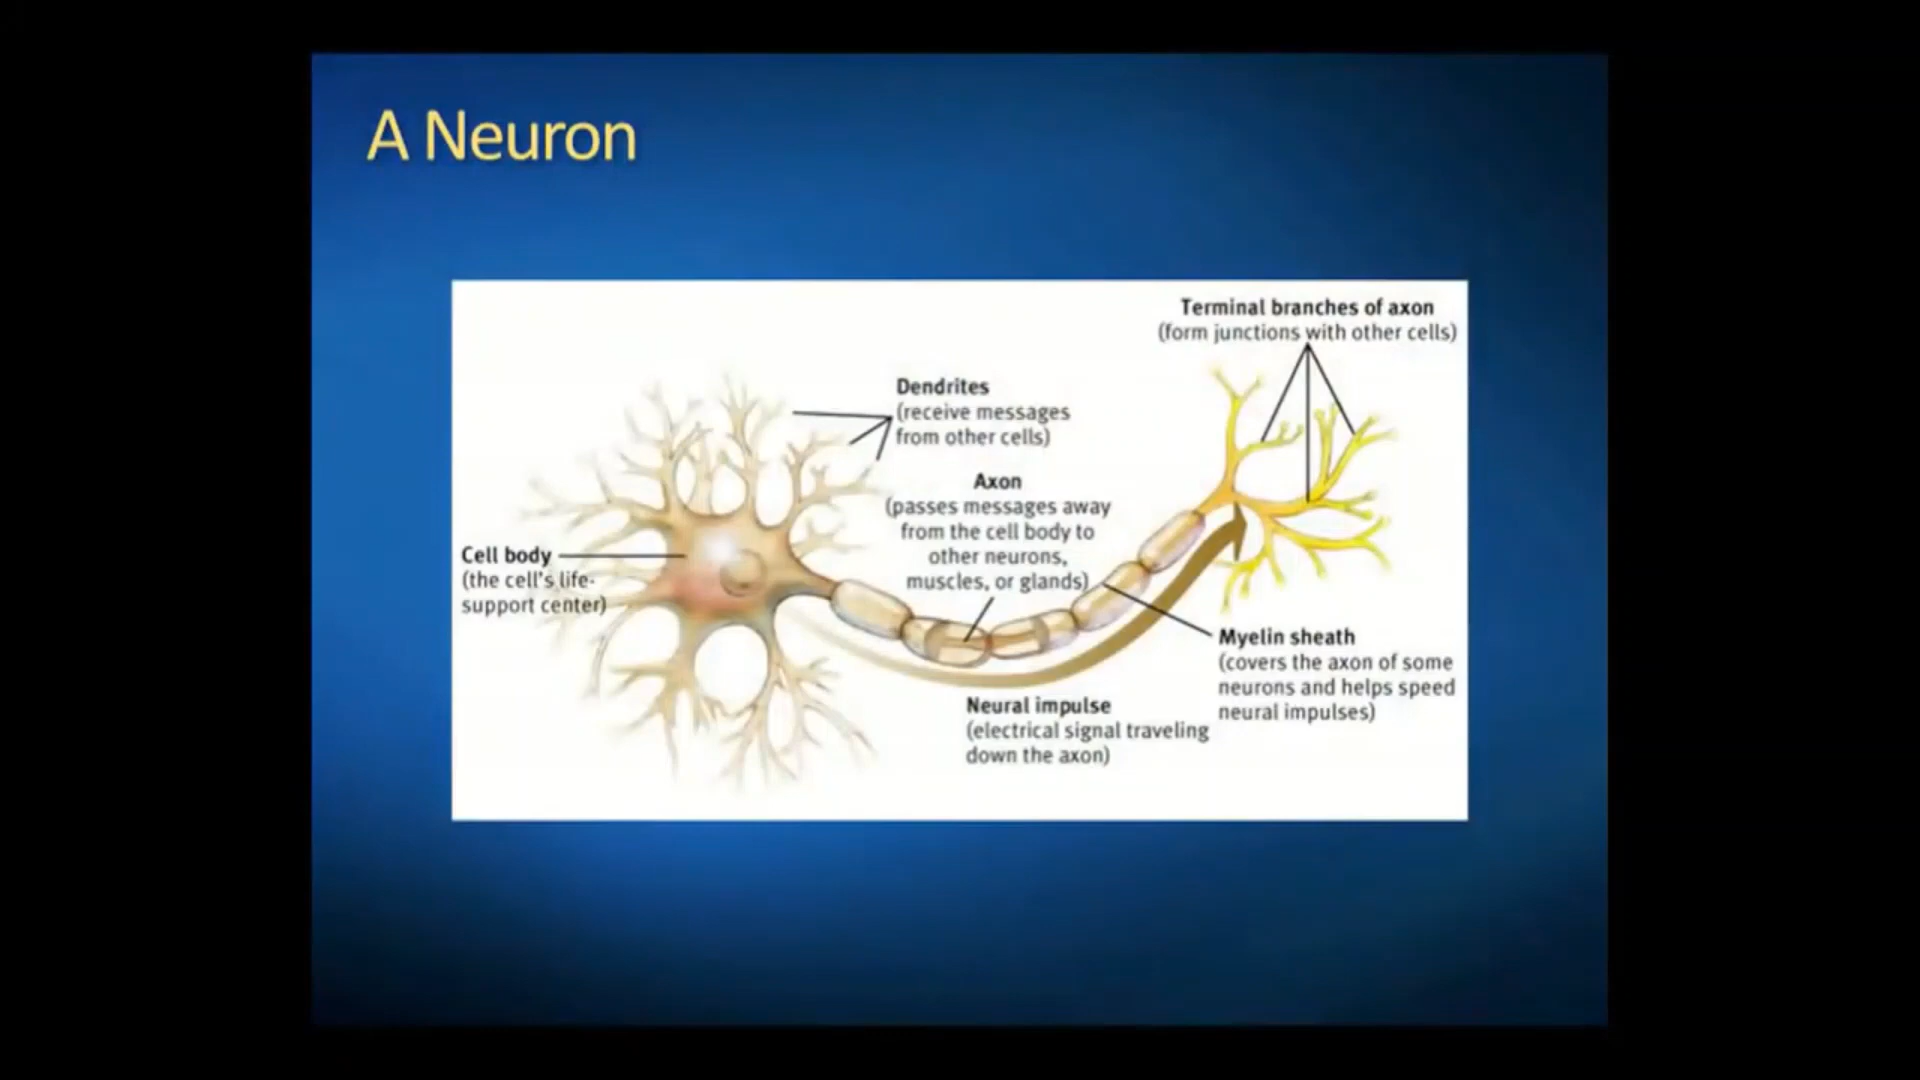 A Neuron
Terminal branches of axon
(form junctions with other cells)
Dendrites
(receive messages
from other cells)
Axon
(passes messages away
from the cell body to
other neurons,
muscles, or glands)
Cell body
(the cell's life-
support center)
Myelin sheath
(covers the axon of some
neurons and helps speed
neural impulses)
Neural impulse
(electrical signal traveling
down the axon)